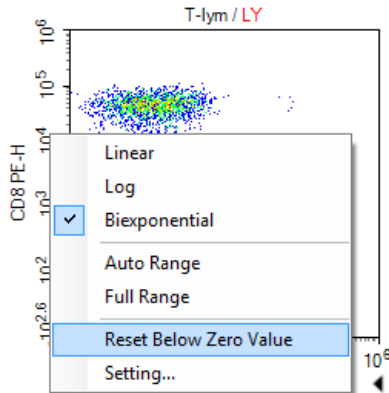 T-lym / LY
10^6
10^5
10^4
10^3
10^2
10^2.6
CD8 PE-H
Linear
Log
Biexponential
Auto Range
Full Range
Reset Below Zero Value
Setting...
10^6